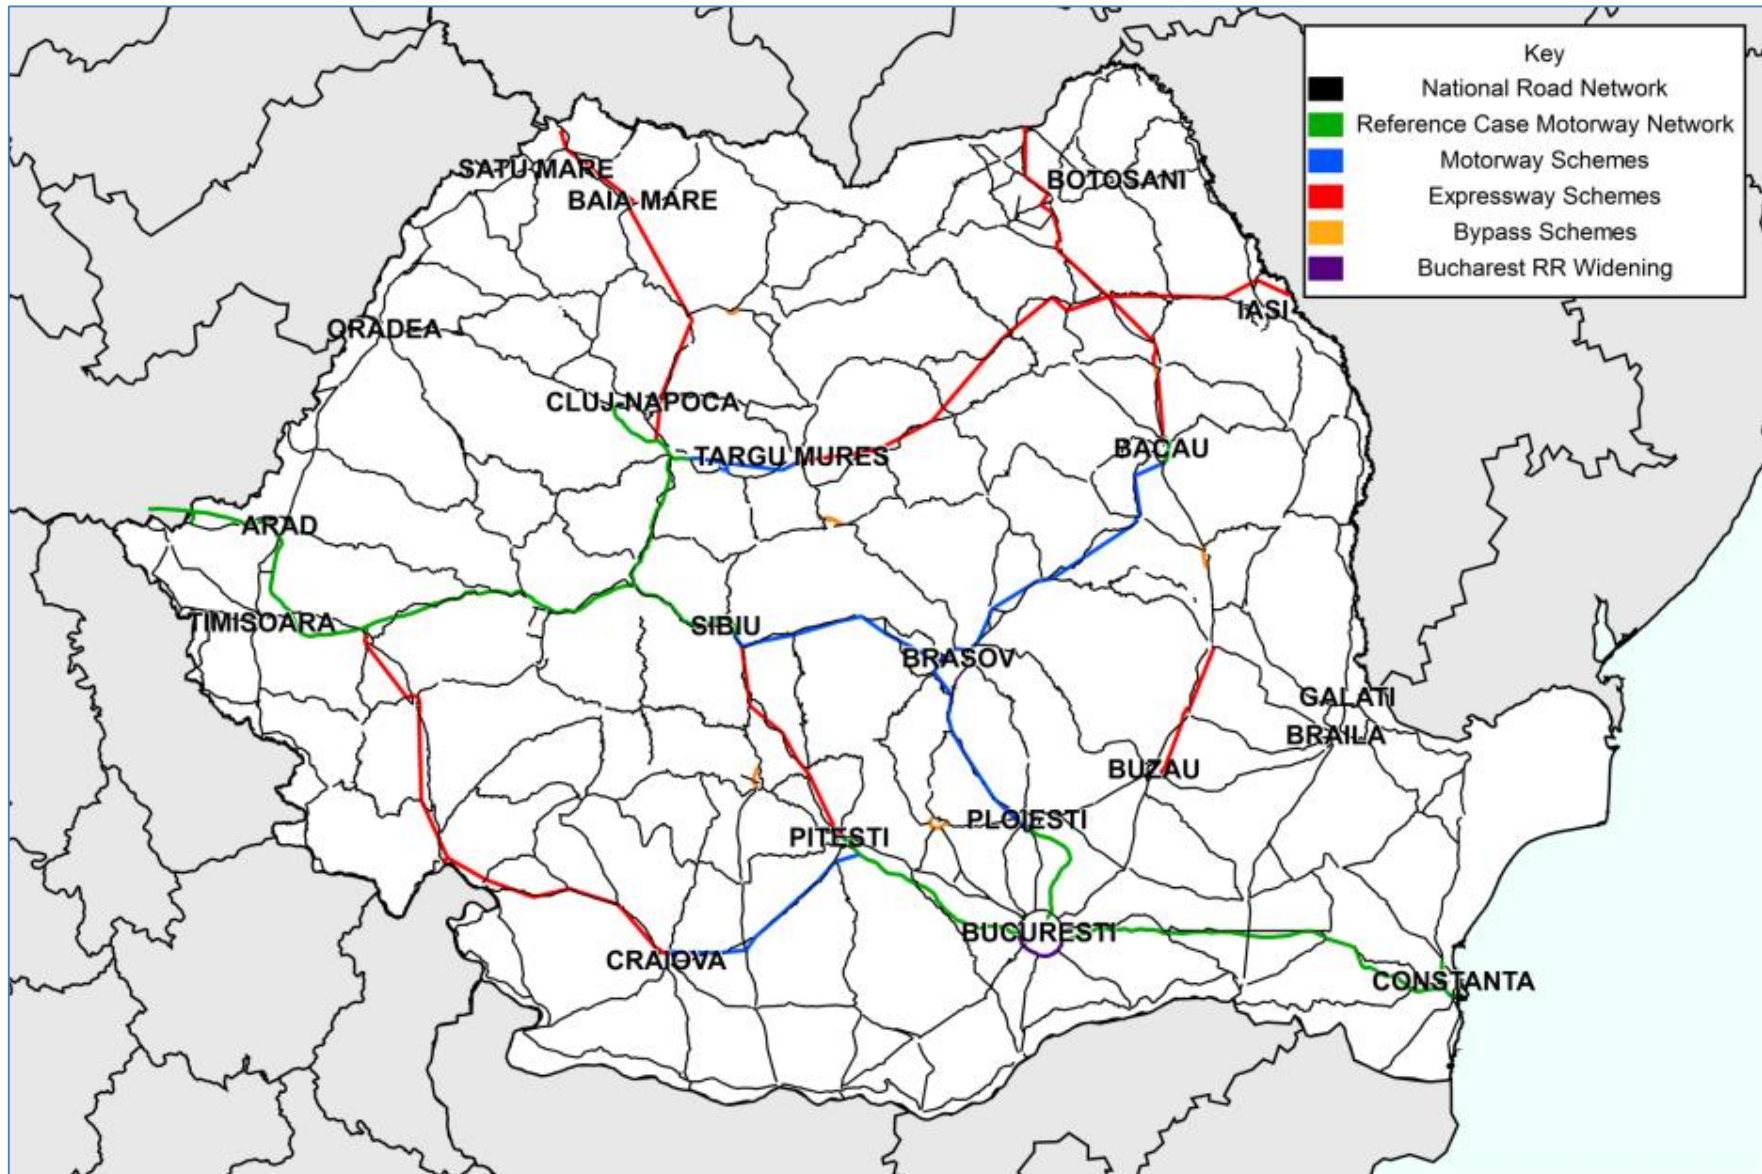 Key
National Road Network
Reference Case Motorway Network
Motorway Schemes
Expressway Schemes
Bypass Schemes
Bucharest RR Widening
SATU MARE
BAIA-MARE
BOTOSANI
IASI
ORADEA
CLUJ-NAPOCA
TARGU MURES
BACAU
ARAD
TIMISOARA
SIBIU
BRASOV
GALATI
BRAILA
BUZAU
PLOIESTI
PITESTI
BUCURESTI
CRAIOVA
CONSTANTA